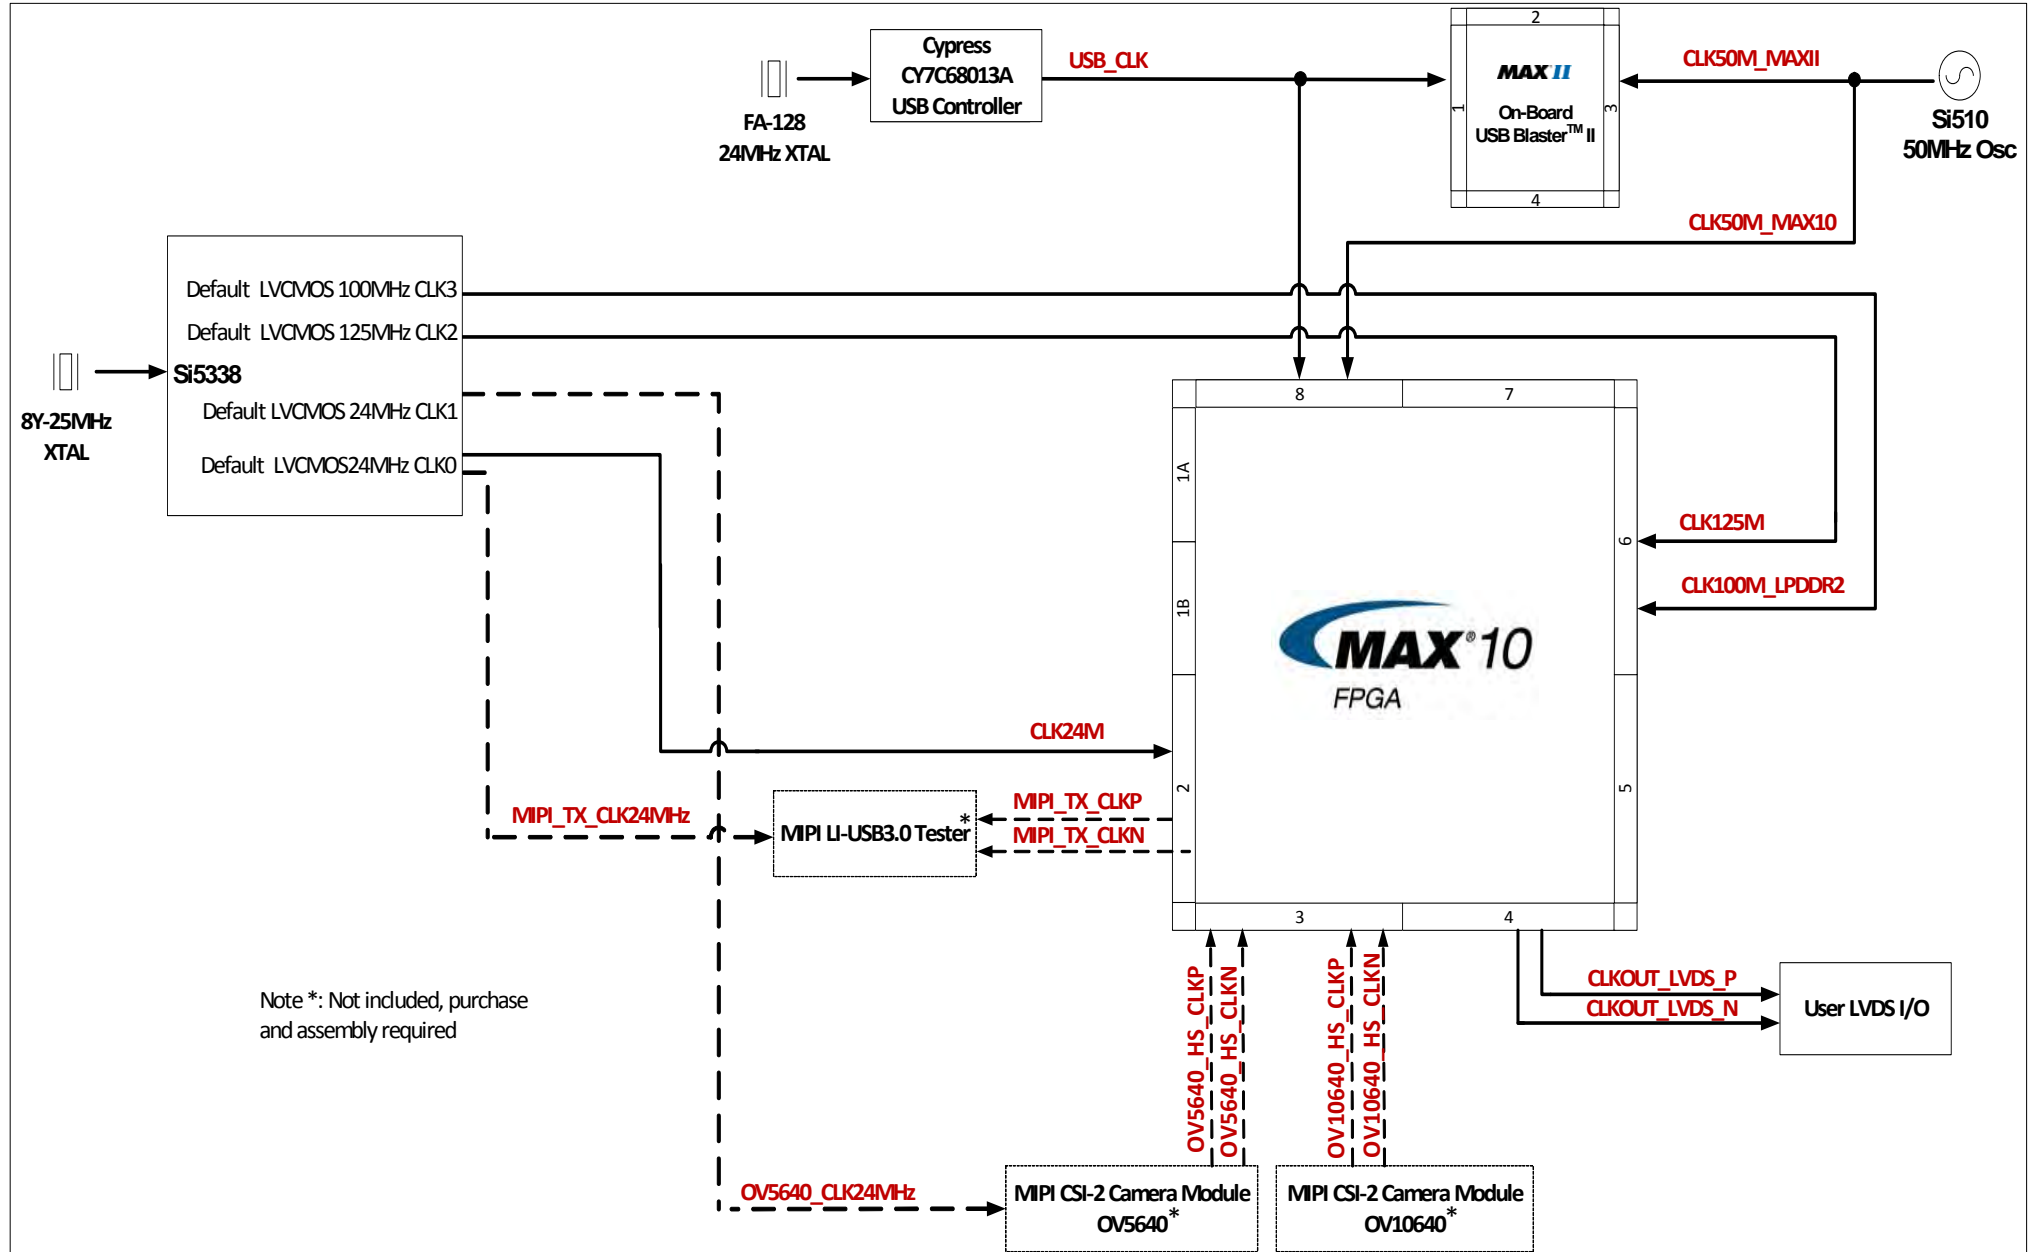 Cypress
CY7C68013A
USB Controller
USB_CLK
FA-128
24MHz XTAL
2
1
MAX II
On-Board
USB Blaster™ II
3
4
CLK50M_MAXII
Si510
50MHz Osc
CLK50M_MAX10
Default LVCMOS 100MHz CLK3
Default LVCMOS 125MHz CLK2
Si5338
Default LVCMOS 24MHz CLK1
Default LVCMOS24MHz CLK0
8Y-25MHz
XTAL
8
7
1A
1B
2
6
5
3
4
MAX® 10
FPGA
CLK125M
CLK100M_LPDDR2
CLK24M
MIPI_TX_CLK24MHz
MIPI LI-USB3.0 Tester*
MIPI_TX_CLKP
MIPI_TX_CLKN
Note *: Not included, purchase
and assembly required
OV5640_HS_CLKP
OV5640_HS_CLKN
OV10640_HS_CLKP
OV10640_HS_CLKN
CLKOUT_LVDS_P
CLKOUT_LVDS_N
User LVDS I/O
OV5640_CLK24MHz
MIPI CSI-2 Camera Module
OV5640*
MIPI CSI-2 Camera Module
OV10640*